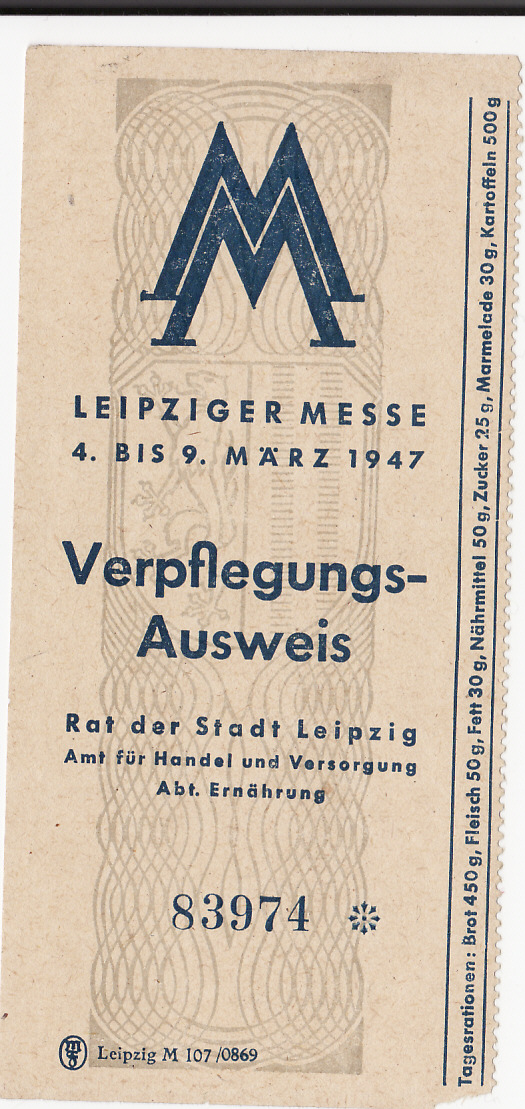 LEIPZIGER MESSE
4. BIS 9. MÄRZ 1947
Verpflegungs-
Ausweis
Rat der Stadt Leipzig
Amt für Handel und Versorgung
Abt. Ernährung
83974
Leipzig M 107/0869
Tagesrationen: Brot 450 g, Fleisch 50 g, Fett 30 g, Nährmittel 50 g, Zucker 25 g, Marmelade 30 g, Kartoffeln 500 g